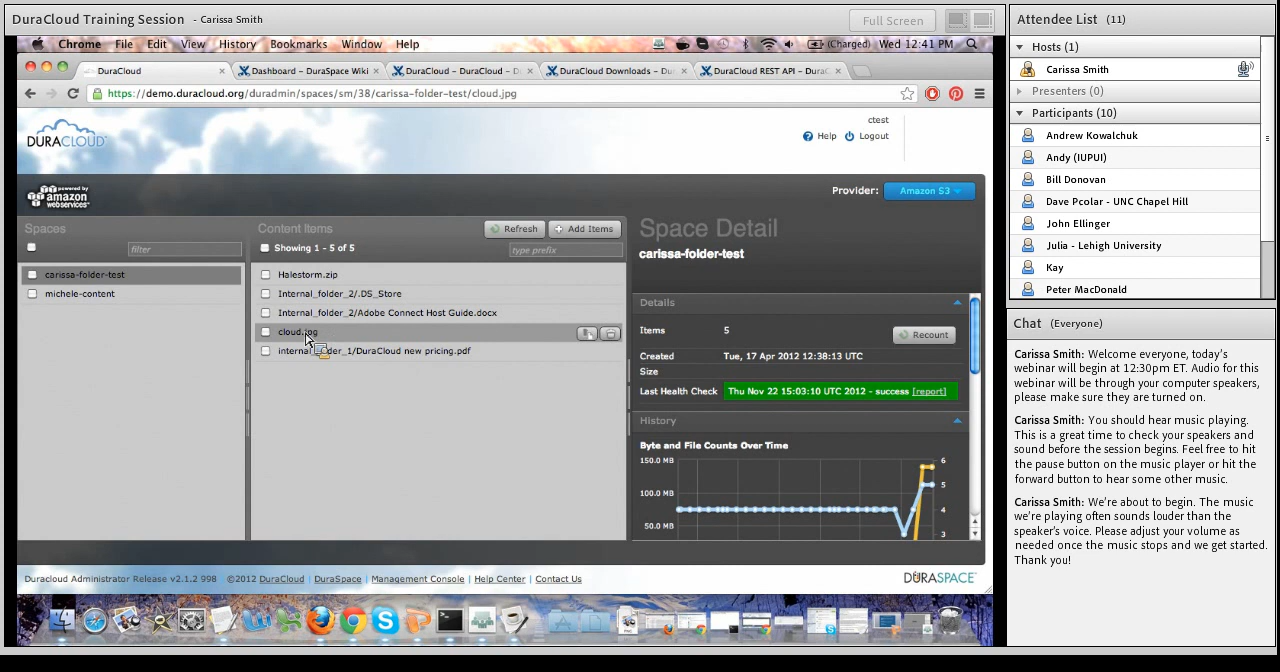 DuraCloud Training Session - Carissa Smith
Full Screen
Chrome File Edit View History Bookmarks Window Help
(Charged) Wed 12:41 PM
DuraCloud
Dashboard – DuraSpace Wiki
DuraCloud – DuraCloud – D
DuraCloud Downloads – Du
DuraCloud REST API – Dura
https://demo.duracloud.org/duradmin/spaces/sm/38/carissa-folder-test/cloud.jpg
DURACLOUD
ctest
Help Logout
powered by
amazon
webservices
Provider: Amazon S3
Spaces
filter
carissa-folder-test
michele-content
Content Items
Refresh
Add Items
Showing 1 - 5 of 5
type prefix
Halestorm.zip
Internal_folder_2/.DS_Store
Internal_folder_2/Adobe Connect Host Guide.docx
cloud.jpg
/DuraCloud new pricing.pdf
Space Detail
carissa-folder-test
Details
Items 5
Recount
Created Tue, 17 Apr 2012 12:38:13 UTC
Size
Last Health Check Thu Nov 22 15:03:10 UTC 2012 - success [report]
History
Byte and File Counts Over Time
150.0 MB
100.0 MB
50.0 MB
6
5
4
3
Duracloud Administrator Release v2.1.2 998 ©2012 DuraCloud | DuraSpace | Management Console | Help Center | Contact Us
DURASPACE
Attendee List (11)
Hosts (1)
Carissa Smith
Presenters (0)
Participants (10)
Andrew Kowalchuk
Andy (IUPUI)
Bill Donovan
Dave Pcolar - UNC Chapel Hill
John Ellinger
Julia - Lehigh University
Kay
Peter MacDonald
Chat (Everyone)
Carissa Smith: Welcome everyone, today's
webinar will begin at 12:30pm ET. Audio for this
webinar will be through your computer speakers,
please make sure they are turned on.
Carissa Smith: You should hear music playing.
This is a great time to check your speakers and
sound before the session begins. Feel free to hit
the pause button on the music player or hit the
forward button to hear some other music.
Carissa Smith: We're about to begin. The music
we're playing often sounds louder than the
speaker's voice. Please adjust your volume as
needed once the music stops and we get started.
Thank you!